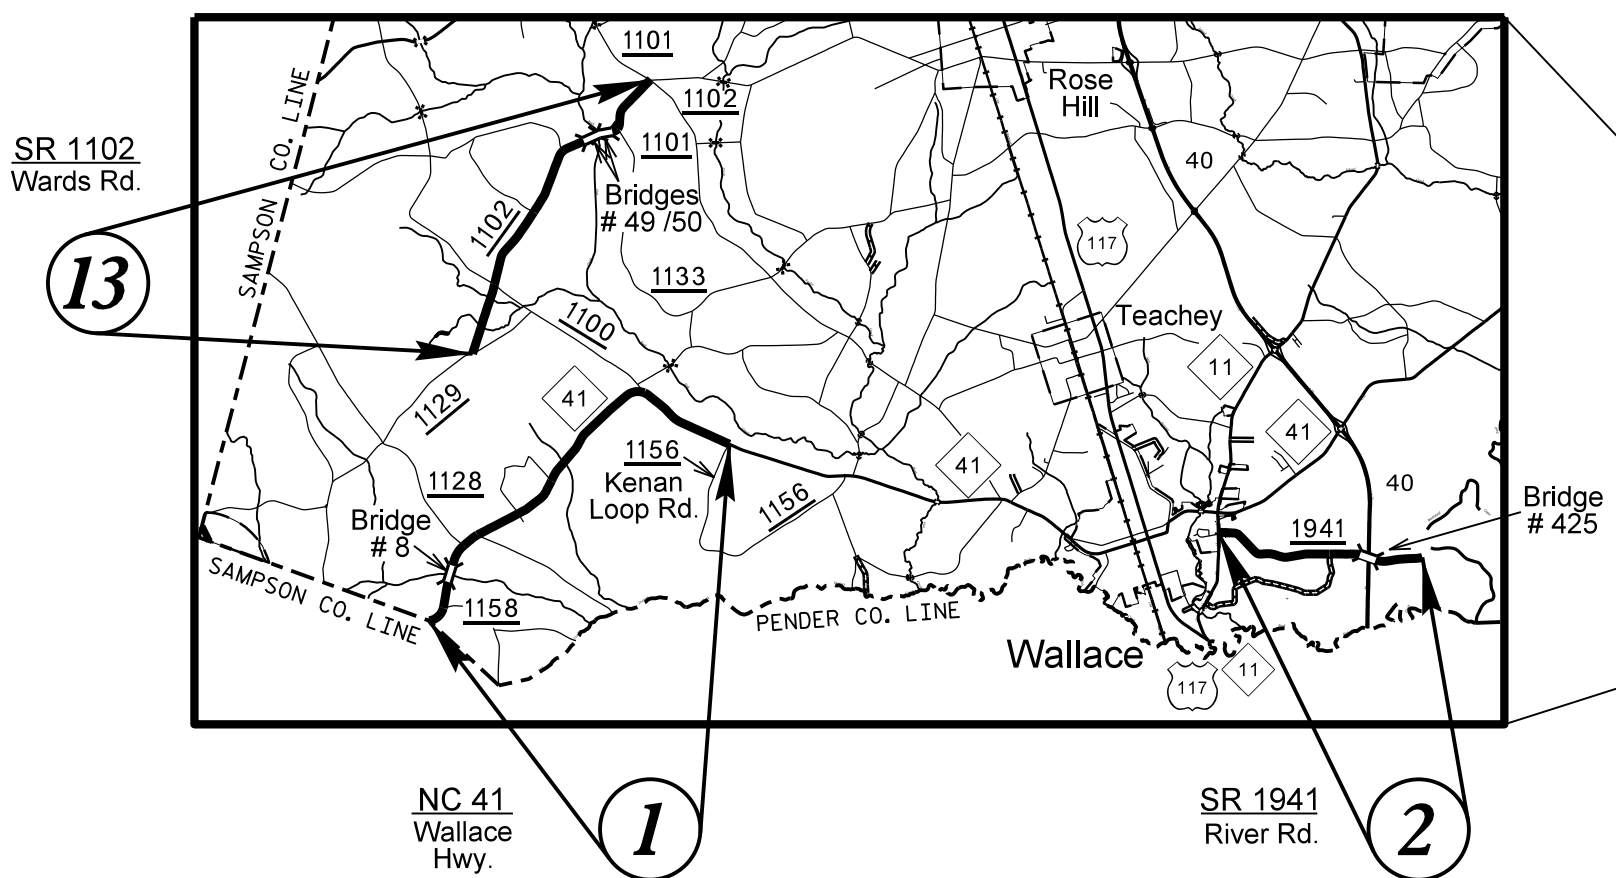 1101
Rose
Hill
SAMPSON CO. LINE
1102
SR 1102
Wards Rd.
1101
40
Bridges
# 49 /50
1102
117
13
1133
1100
Teachey
11
1129
41
41
1156
Kenan
Loop Rd.
41
1128
1156
40
Bridge
# 8
Bridge
# 425
1941
SAMPSON CO. LINE
1158
PENDER CO. LINE
Wallace
11
117
NC 41
Wallace
Hwy.
1
SR 1941
River Rd.
2